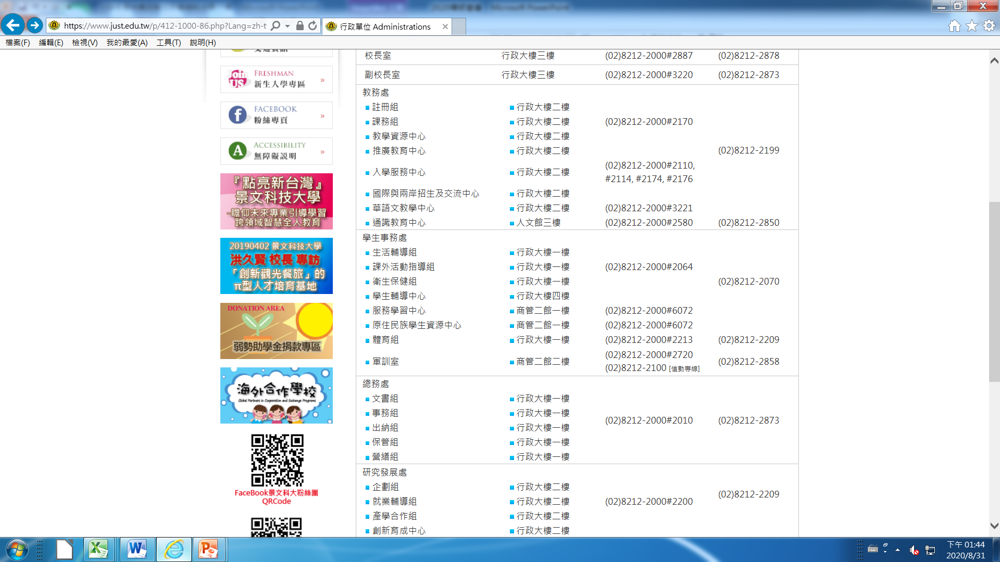 https://www.just.edu.tw/p/412-1000-86.php?Lang=zh-t
行政單位 Administrations
檔案(F) 編輯(E) 檢視(V) 我的最愛(A) 工具(T) 說明(H)
Join US FRESHMAN
新生入學專區 »
FACEBOOK
粉絲專頁 »
ACCESSIBILITY
無障礙說明 »
『點亮新台灣』
景文科技大學
-瞻仰未來專業引導學習
跨領域智慧全人教育
20190402 景文科技大學
洪久賢 校長 專訪
「創新觀光餐旅」的
π型人才培育基地
DONATION AREA
弱勢助學金捐款專區
海外合作學校
Global Partners in Cooperation and Exchange Programs
FaceBook景文科大粉絲團
QRCode
校長室 行政大樓三樓 (02)8212-2000#2887 (02)8212-2878
副校長室 行政大樓三樓 (02)8212-2000#3220 (02)8212-2873
教務處
註冊組 行政大樓二樓
課務組 行政大樓二樓 (02)8212-2000#2170
教學資源中心 行政大樓二樓
推廣教育中心 行政大樓二樓 (02)8212-2199
入學服務中心 行政大樓二樓 (02)8212-2000#2110,
#2114, #2174, #2176
國際與兩岸招生及交流中心 行政大樓二樓
華語文教學中心 行政大樓二樓 (02)8212-2000#3221
通識教育中心 人文館三樓 (02)8212-2000#2580 (02)8212-2850
學生事務處
生活輔導組 行政大樓一樓
課外活動指導組 行政大樓一樓 (02)8212-2000#2064
衛生保健組 行政大樓一樓 (02)8212-2070
學生輔導中心 行政大樓四樓
服務學習中心 商管二館一樓 (02)8212-2000#6072
原住民族學生資源中心 商管二館一樓 (02)8212-2000#6072
體育組 行政大樓一樓 (02)8212-2000#2213 (02)8212-2209
軍訓室 商管二館二樓 (02)8212-2000#2720 (02)8212-2858
(02)8212-2100 [值勤專線]
總務處
文書組 行政大樓一樓
事務組 行政大樓一樓 (02)8212-2000#2010 (02)8212-2873
出納組 行政大樓一樓
保管組 行政大樓一樓
營繕組 行政大樓一樓
研究發展處
企劃組 行政大樓二樓 (02)8212-2209
就業輔導組 行政大樓二樓 (02)8212-2000#2200
產學合作組 行政大樓二樓
創新育成中心 行政大樓二樓
下午 01:44
2020/8/31